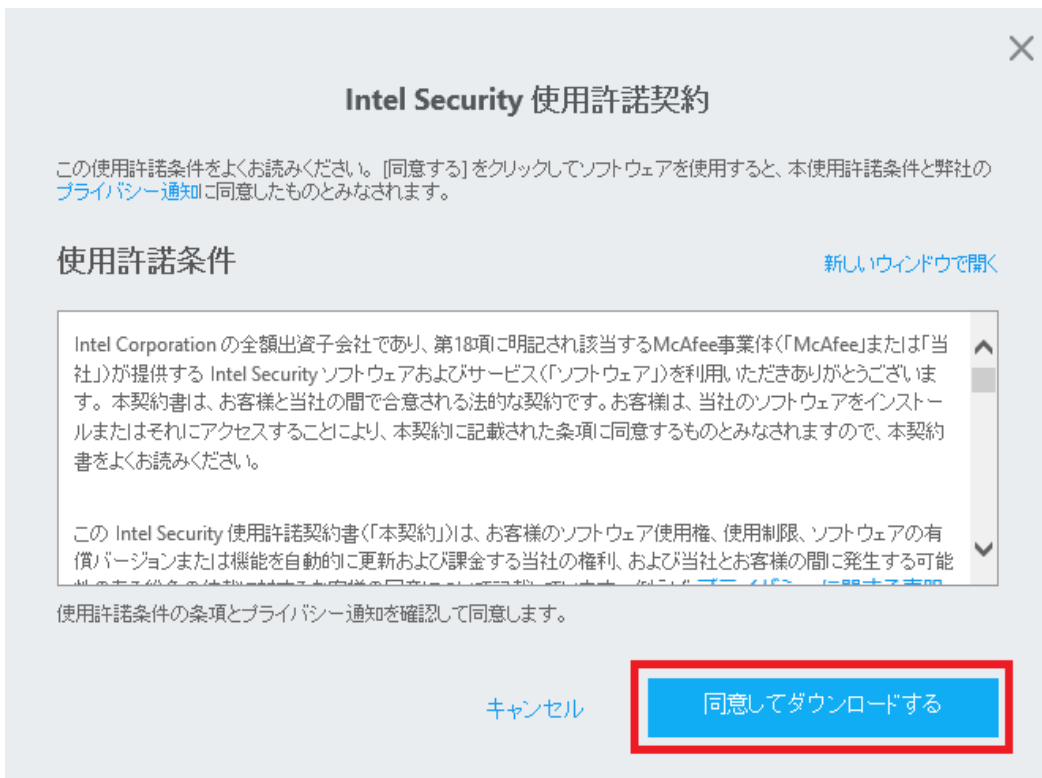 Intel Security 使用許諾契約
この使用許諾条件をよくお読みください。[同意する] をクリックしてソフトウェアを使用すると、本使用許諾条件と弊社の
プライバシー通知に同意したものとみなされます。
使用許諾条件
新しいウィンドウで開く
Intel Corporation の全額出資子会社であり、第18項に明記され該当するMcAfee事業体(「McAfee」または「当
社」)が提供する Intel Security ソフトウェアおよびサービス(「ソフトウェア」)を利用いただきありがとうございま
す。本契約書は、お客様と当社の間で合意される法的な契約です。お客様は、当社のソフトウェアをインストー
ルまたはそれにアクセスすることにより、本契約に記載された条項に同意するものとみなされますので、本契約
書をよくお読みください。
この Intel Security 使用許諾契約書(「本契約」)は、お客様のソフトウェア使用権、使用制限、ソフトウェアの有
償バージョンまたは機能を自動的に更新および課金する当社の権利、および当社とお客様の間に発生する可能
使用許諾条件の条項とプライバシー通知を確認して同意します。
キャンセル
同意してダウンロードする